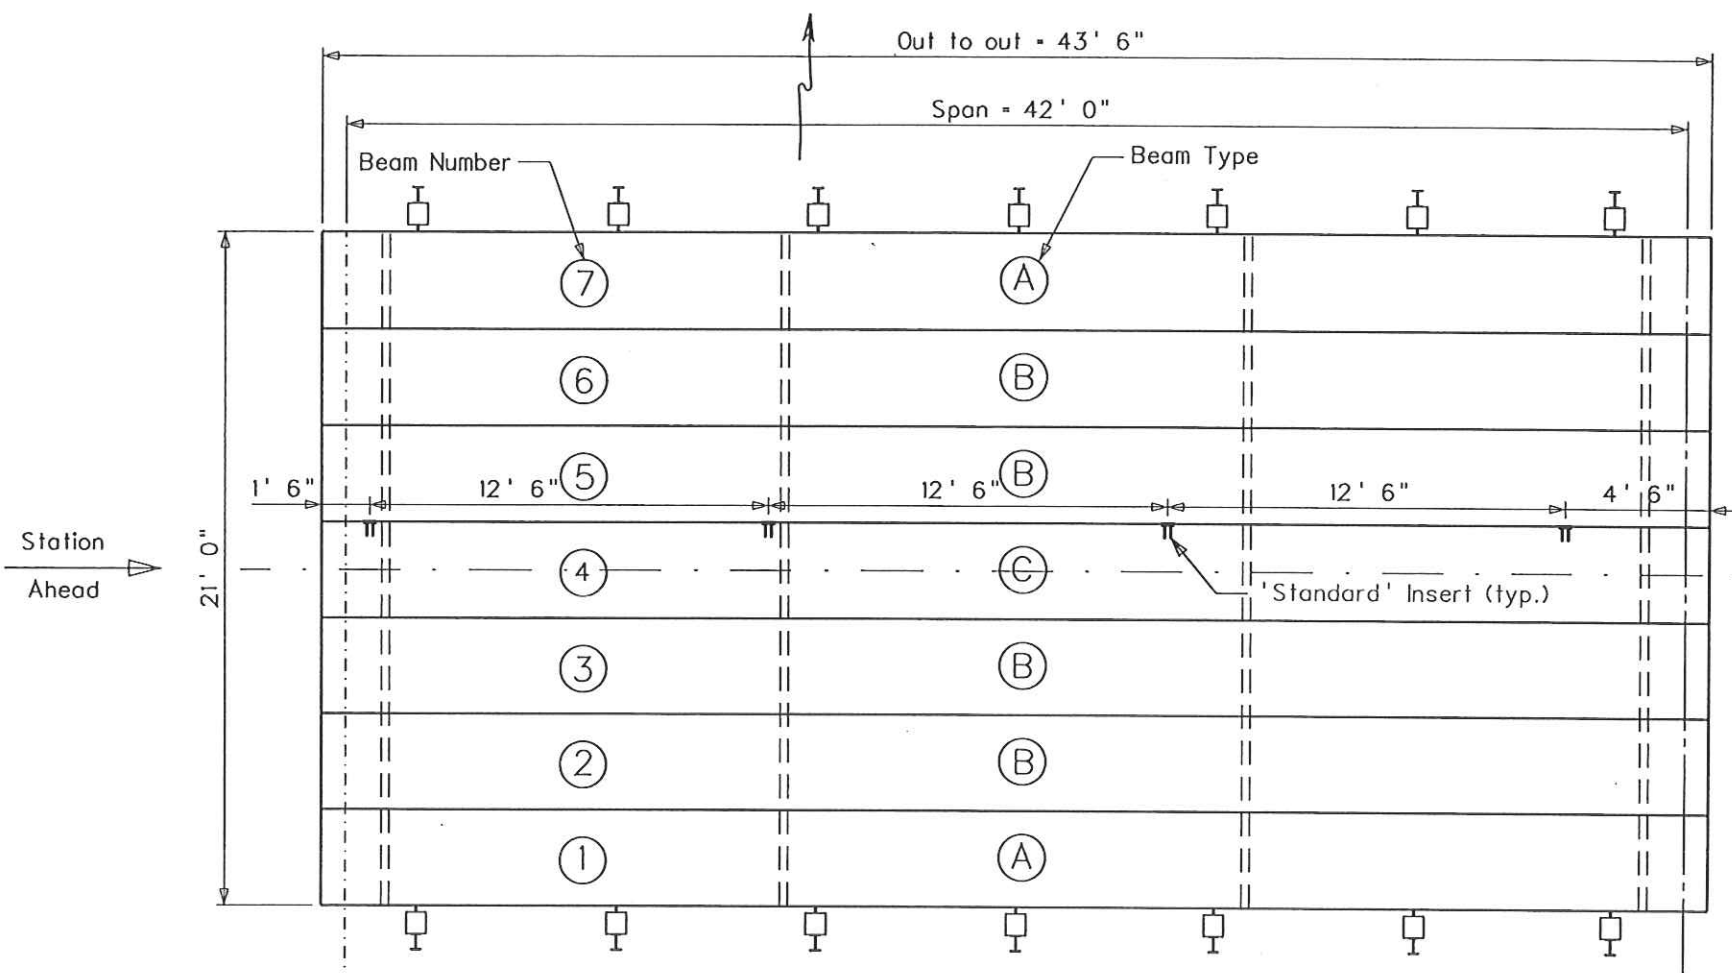 Out to out = 43' 6"
Span = 42' 0"
Beam Number
Beam Type
7
A
6
B
5
B
1' 6"
12' 6"
12' 6"
12' 6"
4' 6"
Station
Ahead
21' 0"
4
C
'Standard' Insert (typ.)
3
B
2
B
1
A